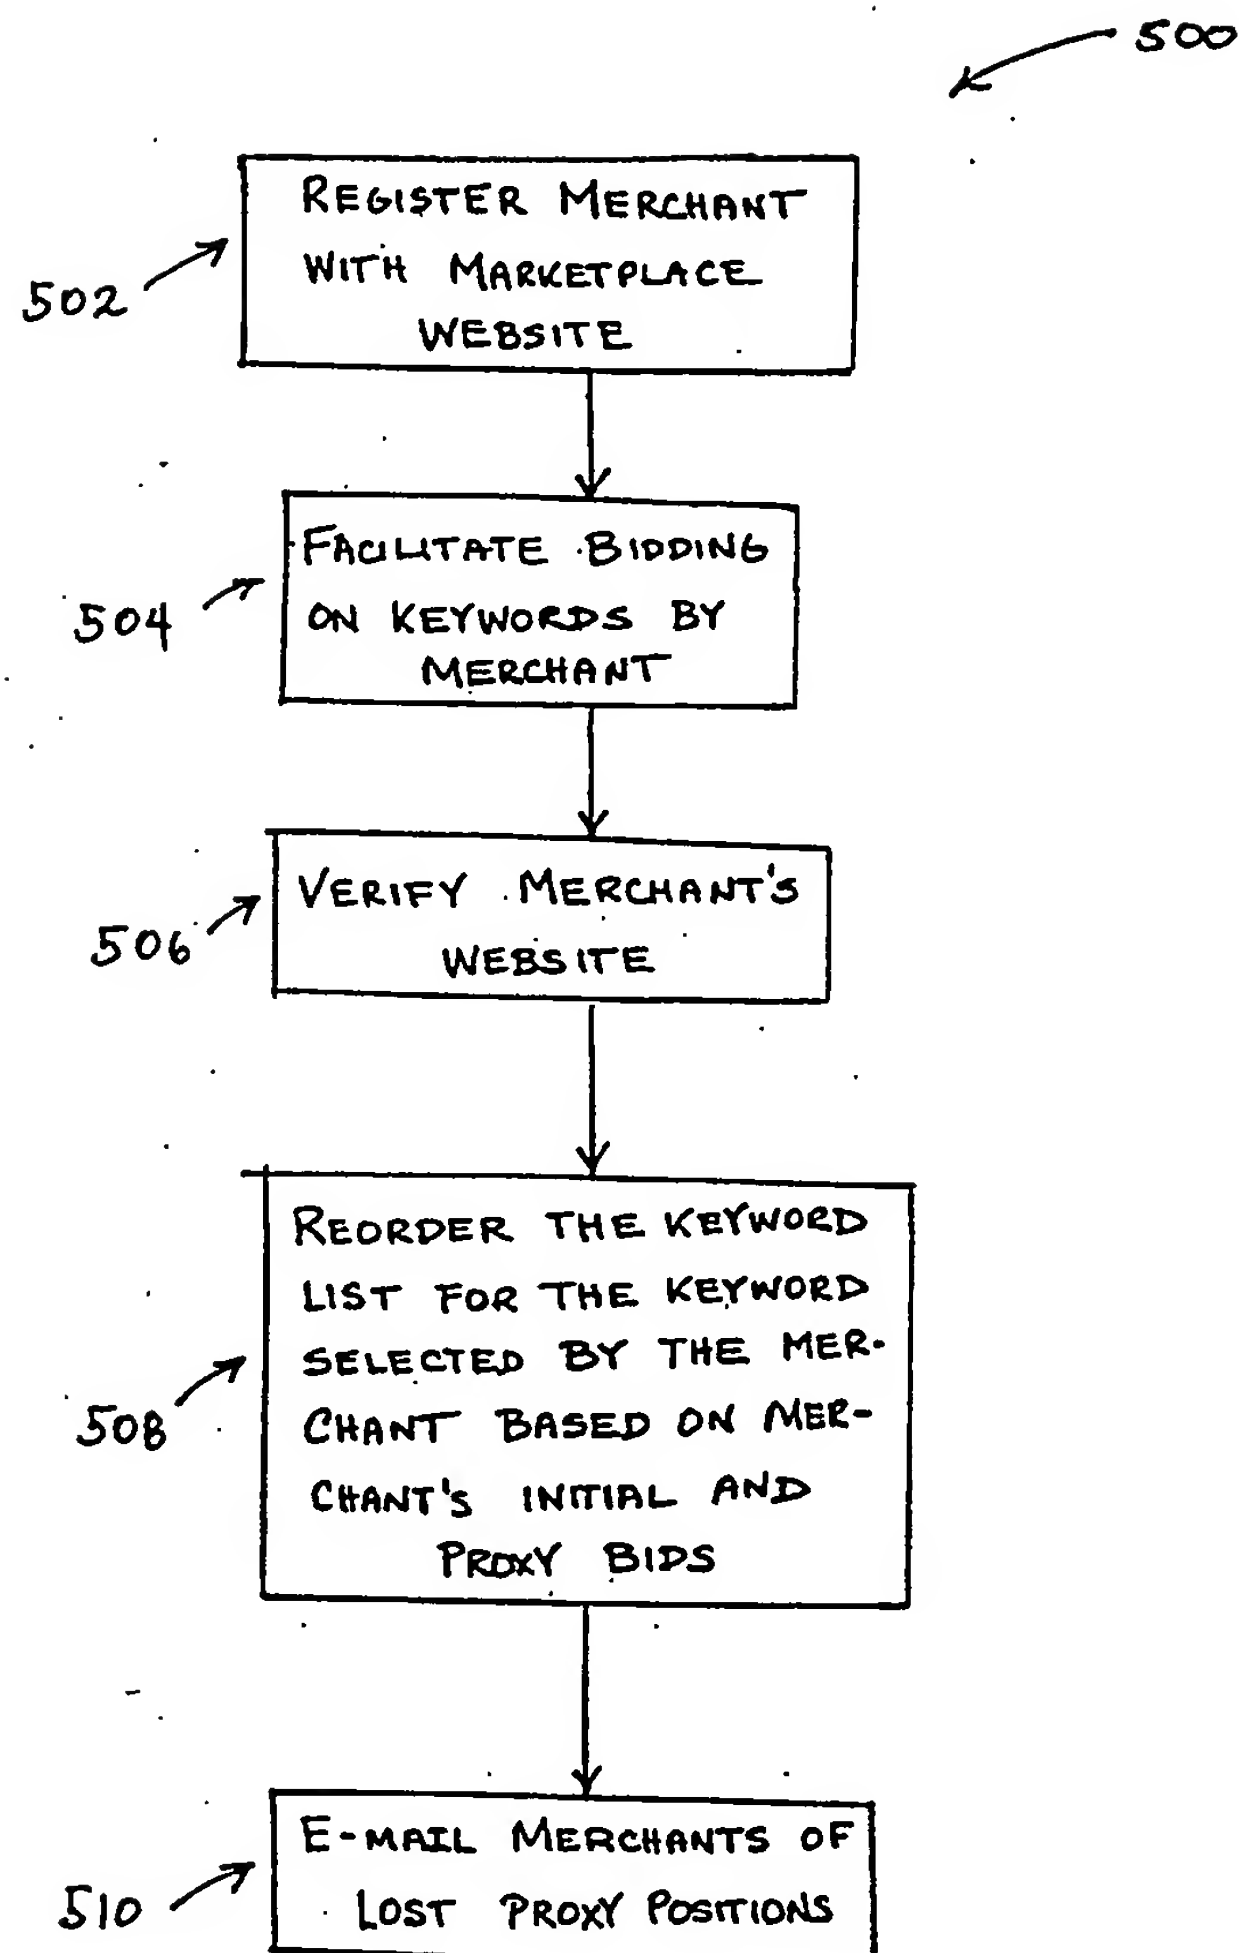 500
REGISTER MERCHANT
WITH MARKETPLACE
WEBSITE
502
FACILITATE BIDDING
ON KEYWORDS BY
MERCHANT
504
VERIFY MERCHANT'S
WEBSITE
506
REORDER THE KEYWORD
LIST FOR THE KEYWORD
SELECTED BY THE MER-
CHANT BASED ON MER-
CHANT'S INITIAL AND
PROXY BIDS
508
E-MAIL MERCHANTS OF
LOST PROXY POSITIONS
510